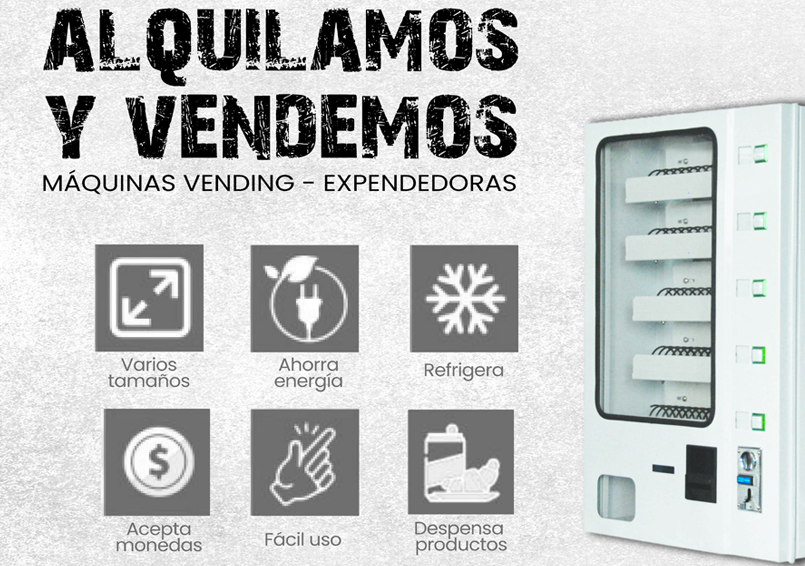 ALQUILAMOS
Y VENDEMOS
MÁQUINAS VENDING - EXPENDEDORAS
Varios
tamaños
Ahorra
energía
Refrigera
$
Acepta
monedas
Fácil uso
Despensa
productos